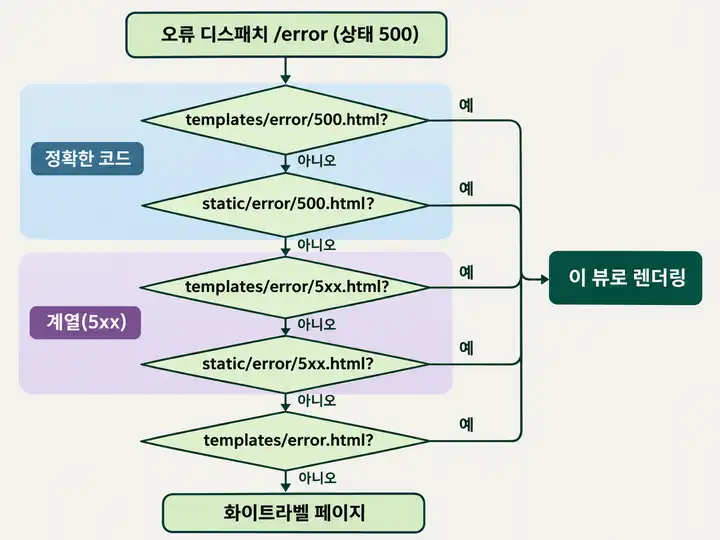 오류 디스패치 /error (상태 500)
templates/error/500.html?
예
정확한 코드
아니오
static/error/500.html?
예
아니오
templates/error/5xx.html?
예
이 뷰로 렌더링
계열(5xx)
아니오
static/error/5xx.html?
예
아니오
templates/error.html?
예
아니오
화이트라벨 페이지